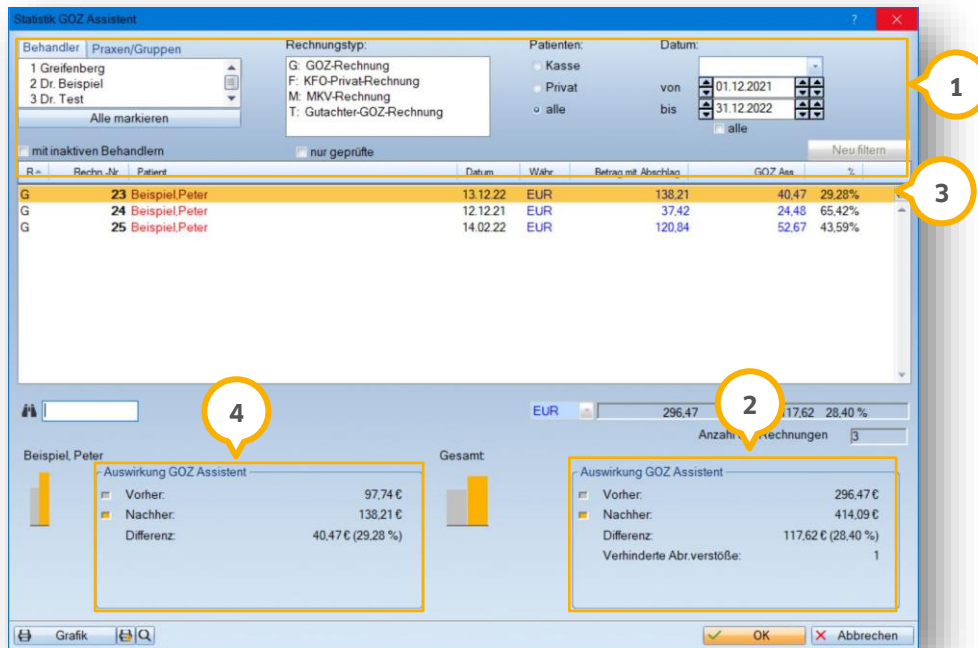 Statistik GOZ Assistent ?
Behandler Praxen/Gruppen
1 Greifenberg
2 Dr. Beispiel
3 Dr. Test
Alle markieren
mit inaktiven Behandlern
Rechnungstyp:
G: GOZ-Rechnung
F: KFO-Privat-Rechnung
M: MKV-Rechnung
T: Gutachter-GOZ-Rechnung
nur geprüfte
Patienten:
Kasse
Privat
alle
Datum:
von 01.12.2021
bis 31.12.2022
alle
Neu filtern
1
R Rechn.-Nr. Patient Datum Währ. Betrag mit Abschlag GOZ Ass. %
G 23 Beispiel,Peter 13.12.22 EUR 138,21 40,47 29,28%
G 24 Beispiel,Peter 12.12.21 EUR 37,42 24,48 65,42%
G 25 Beispiel,Peter 14.02.22 EUR 120,84 52,67 43,59%
3
EUR 296,47 17,62 28,40 %
Anzahl Rechnungen 3
4
2
Beispiel, Peter
Auswirkung GOZ Assistent
Vorher: 97,74 €
Nachher: 138,21 €
Differenz: 40,47 € (29,28 %)
Gesamt:
Auswirkung GOZ Assistent
Vorher: 296,47 €
Nachher: 414,09 €
Differenz: 117,62 € (28,40 %)
Verhinderte Abr.verstöße: 1
Grafik OK Abbrechen